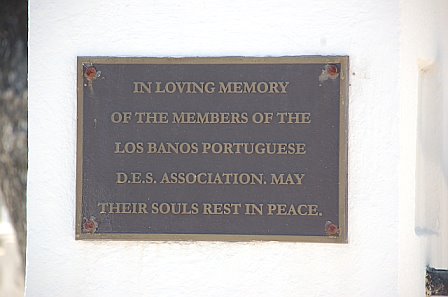 IN LOVING MEMORY
OF THE MEMBERS OF THE
LOS BANOS PORTUGUESE
D.E.S. ASSOCIATION. MAY
THEIR SOULS REST IN PEACE.